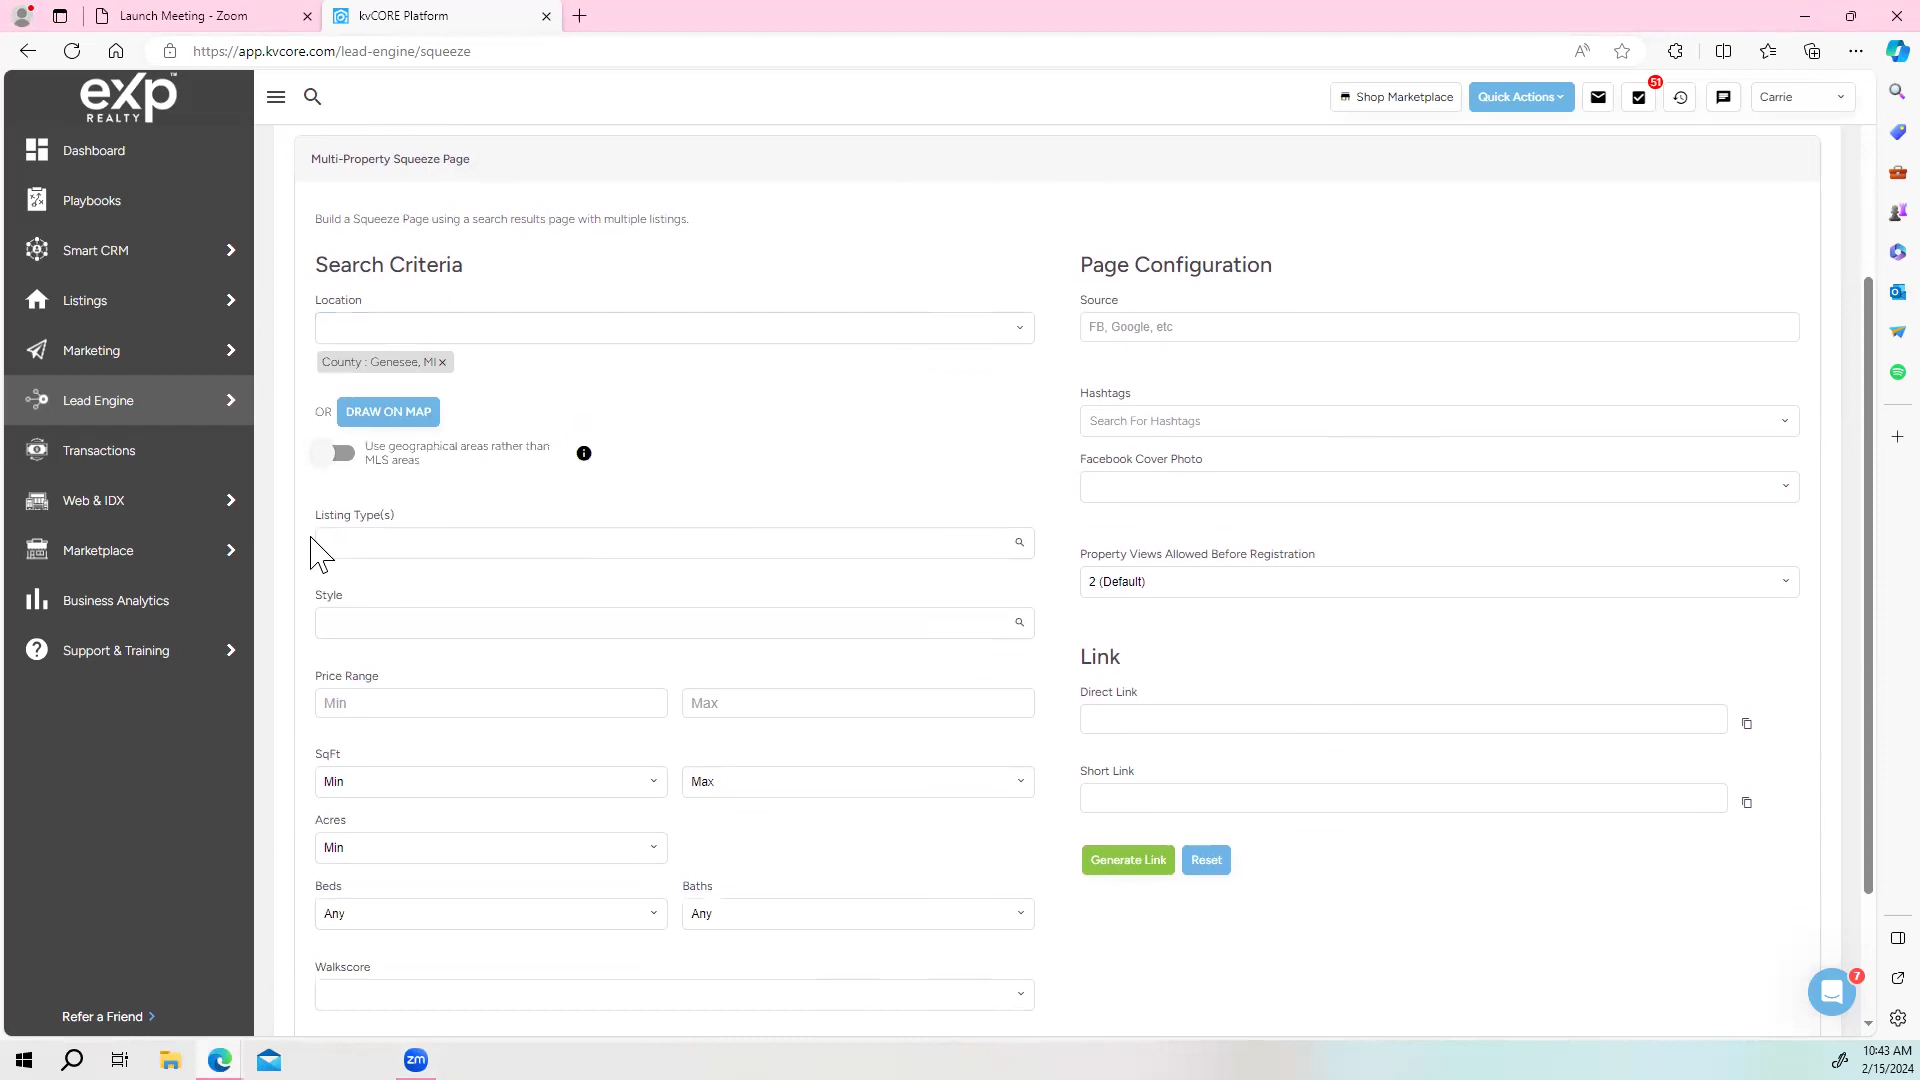 Launch Meeting - Zoom
kvCORE Platform
https://app.kvcore.com/lead-engine/squeeze
exp
REALTY
TM
Shop Marketplace
Quick Actions
51
Carrie
Dashboard
Playbooks
Smart CRM
Listings
Marketing
Lead Engine
Transactions
Web & IDX
Marketplace
Business Analytics
Support & Training
Refer a Friend
Multi-Property Squeeze Page
Build a Squeeze Page using a search results page with multiple listings.
Search Criteria
Location
County : Genesee, MI
OR
DRAW ON MAP
Use geographical areas rather than
MLS areas
Listing Type(s)
Style
Price Range
Min
Max
SqFt
Min
Max
Acres
Min
Beds
Baths
Any
Any
Walkscore
Page Configuration
Source
FB, Google, etc
Hashtags
Search For Hashtags
Facebook Cover Photo
Property Views Allowed Before Registration
2 (Default)
Link
Direct Link
Short Link
Generate Link
Reset
7
zm
10:43 AM
2/15/2024